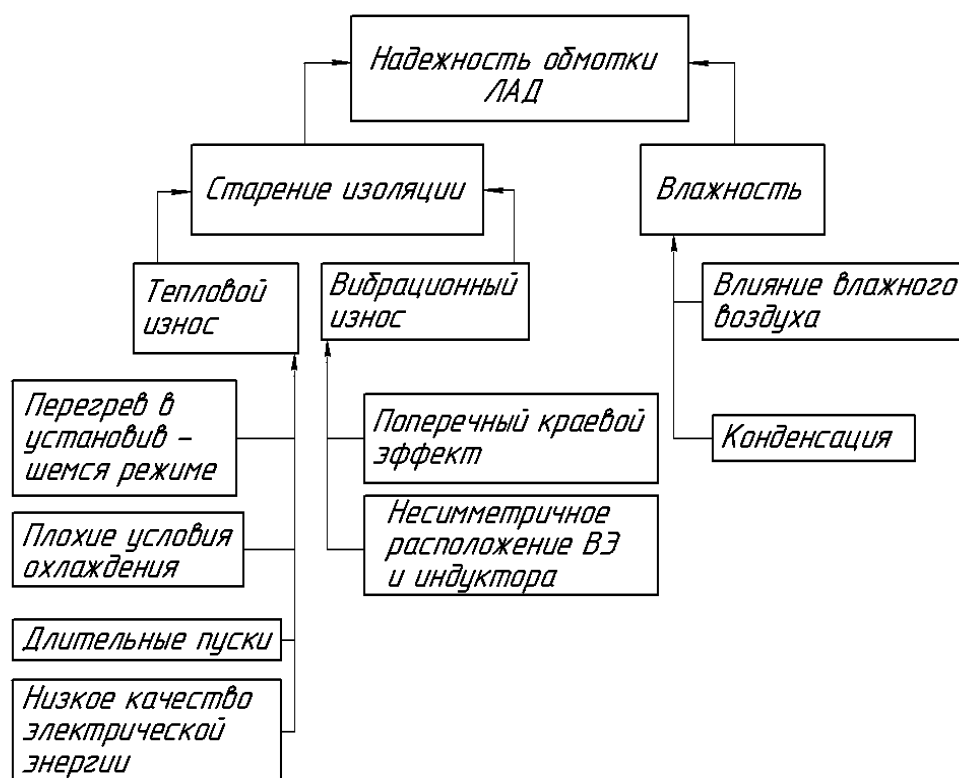 Надежность обмотки
ЛАД
Старение изоляции
Влажность
Тепловой
износ
Вибрационный
износ
Влияние влажного
воздуха
Перегрев в
установив -
шемся режиме
Поперечный краевой
эффект
Конденсация
Плохие условия
охлаждения
Несимметричное
расположение ВЭ
и индуктора
Длительные пуски
Низкое качество
электрической
энергии